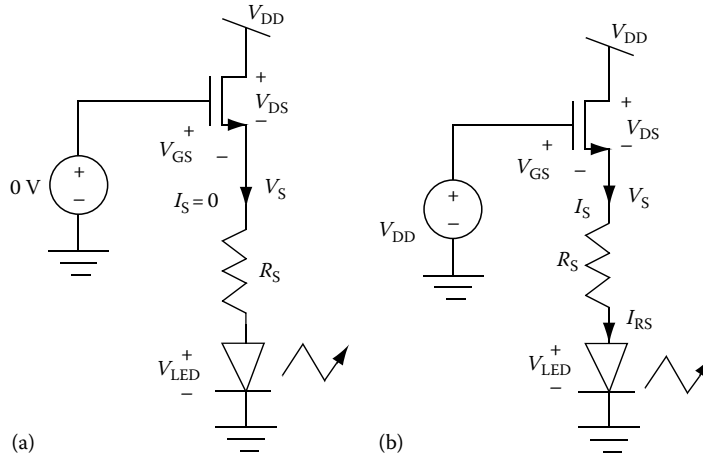 V_DD
+
V_DS
−
+
V_GS
−
0 V
+
−
I_S = 0
V_S
R_S
+
V_LED
−
(a)
V_DD
+
V_DS
−
+
V_GS
−
+
−
V_DD
I_S
V_S
R_S
I_RS
+
V_LED
−
(b)